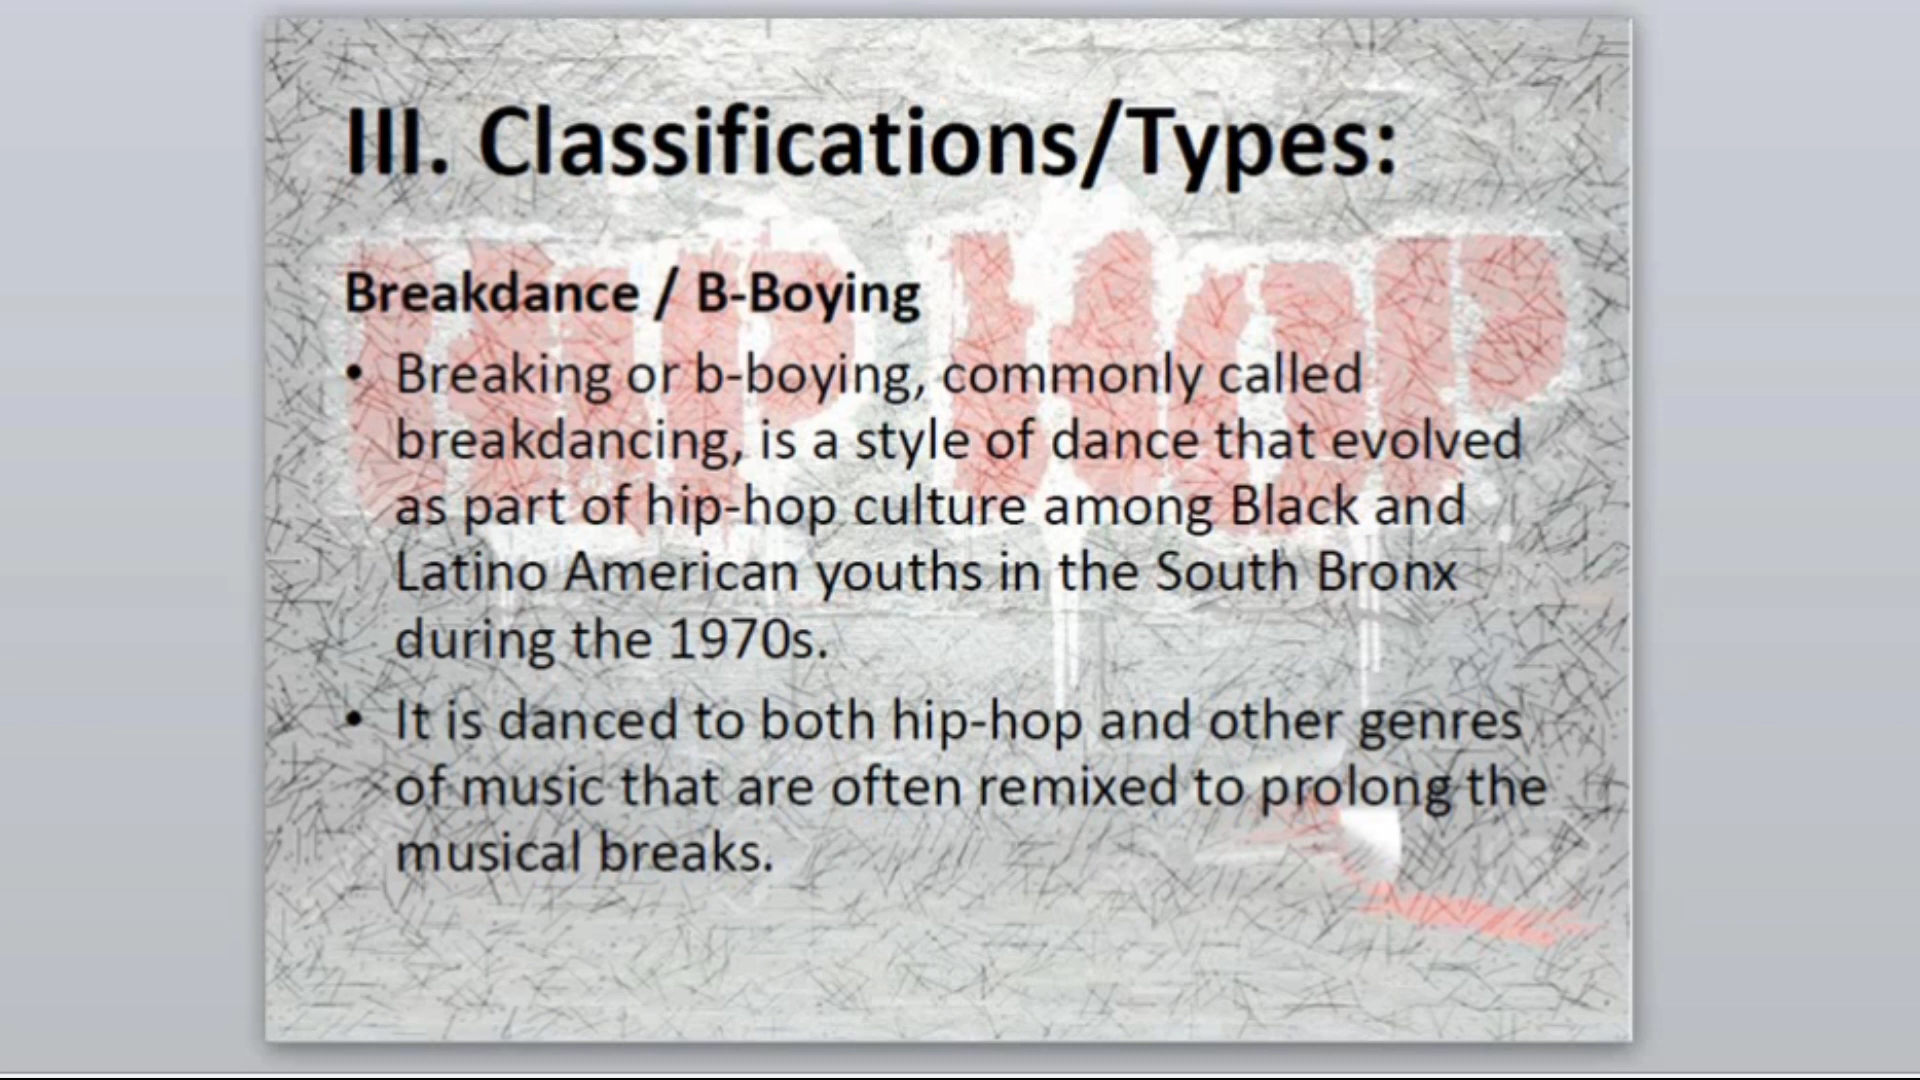 III. Classifications/Types:
HIP HOP
Breakdance / B-Boying
• Breaking or b-boying, commonly called
breakdancing, is a style of dance that evolved
as part of hip-hop culture among Black and
Latino American youths in the South Bronx
during the 1970s.
• It is danced to both hip-hop and other genres
of music that are often remixed to prolong the
musical breaks.